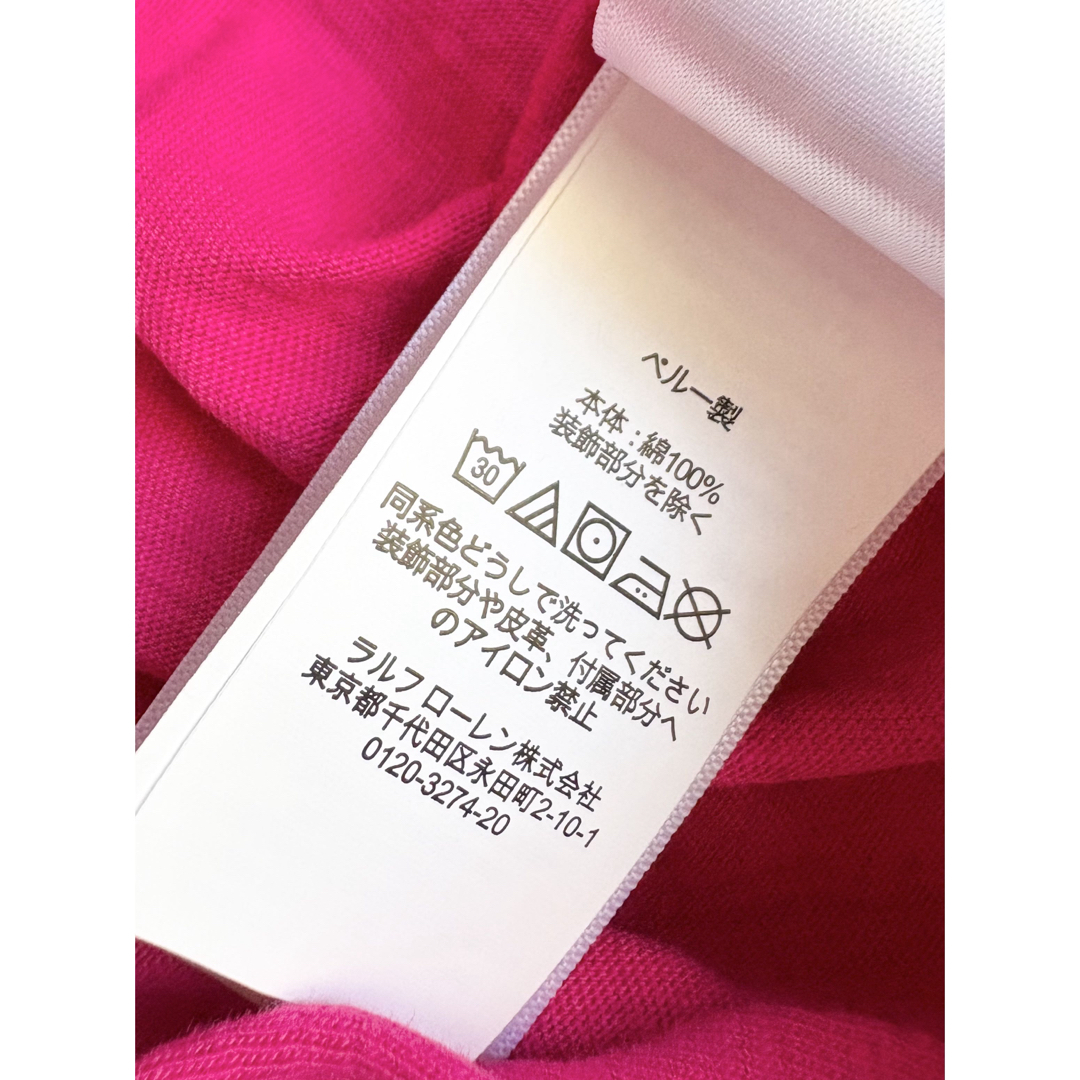 ペルー製
本体 : 綿100%
装飾部分を除く
30
同系色どうしで洗ってください
装飾部分や皮革、付属部分へ
のアイロン禁止
ラルフ ローレン株式会社
東京都千代田区永田町2-10-1
0120-3274-20